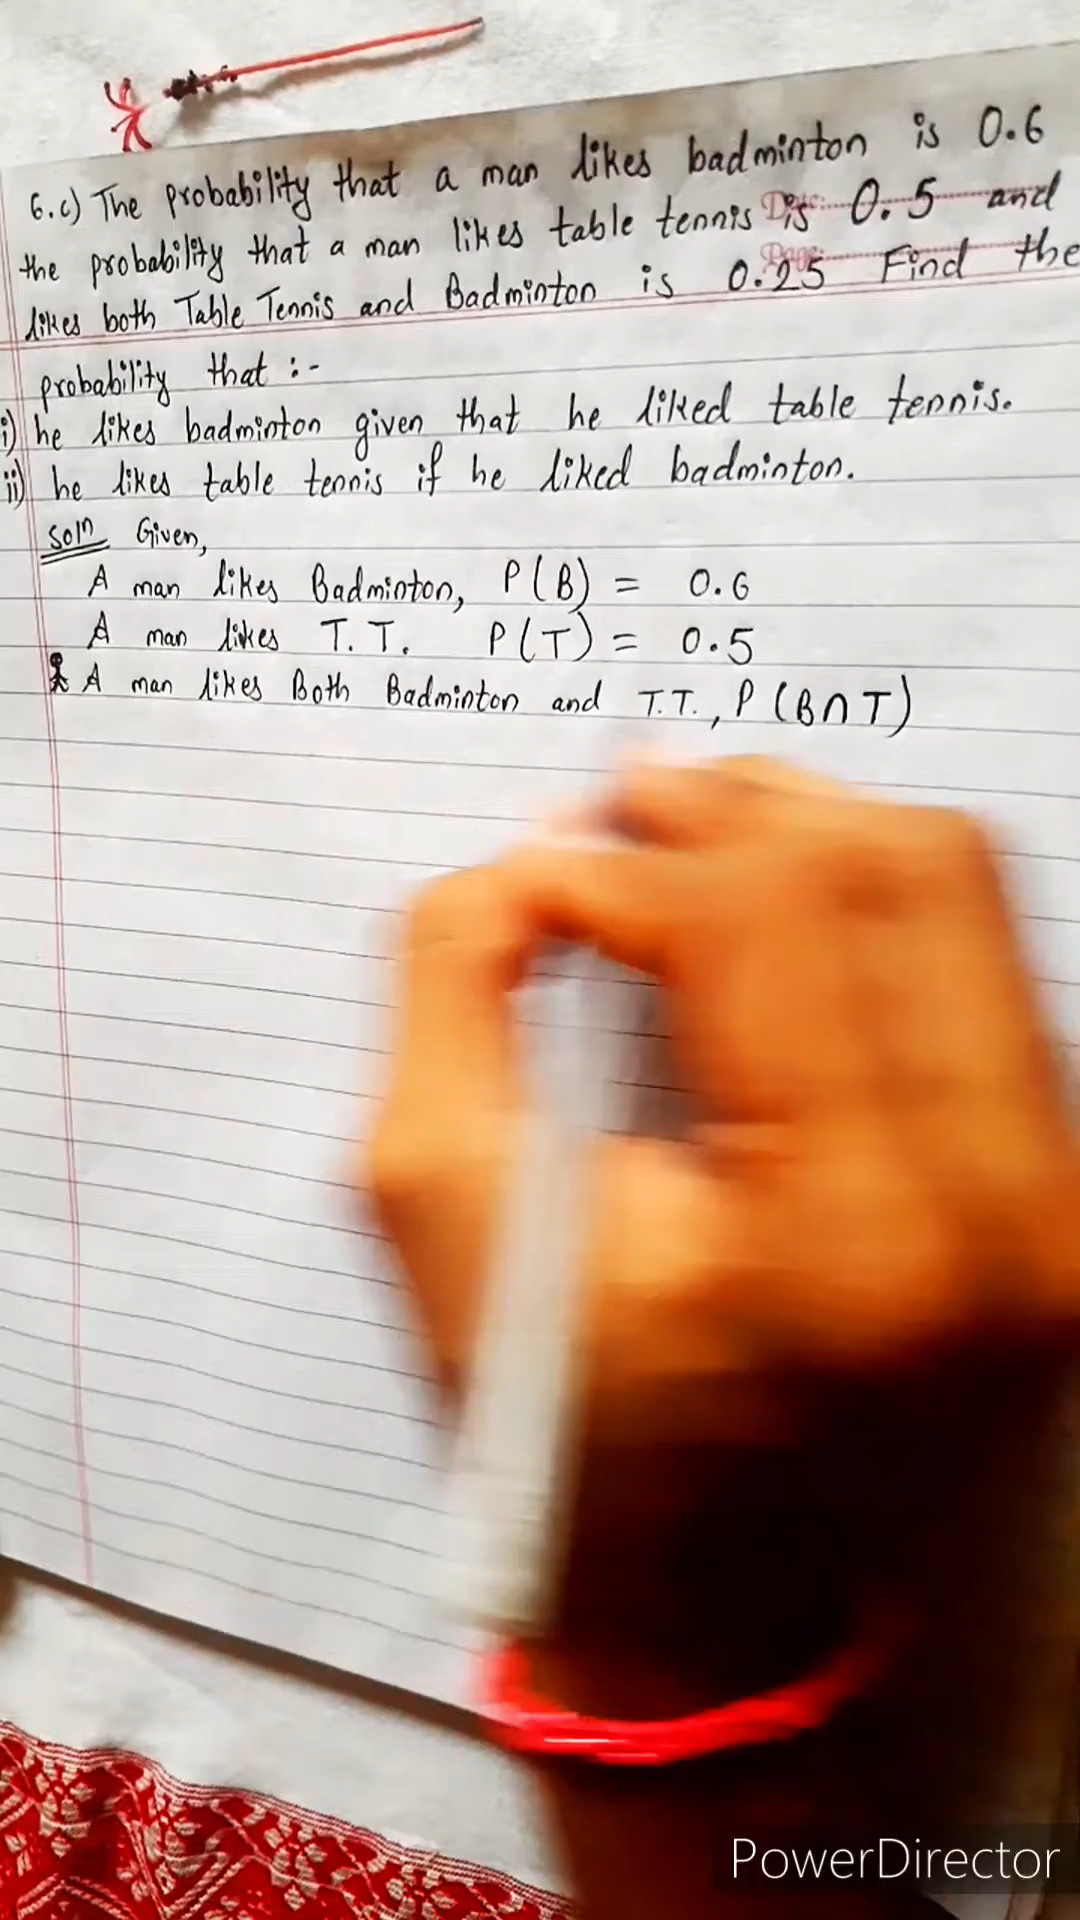 6.c) The probability that a man likes badminton is 0.6
the probability that a man likes table tennis is 0.5 and
likes both Table Tennis and Badminton is 0.25 Find the
probability that :-
i) he likes badminton given that he liked table tennis.
ii) he likes table tennis if he liked badminton.
Soln Given,
A man likes Badminton, P(B) = 0.6
A man likes T.T. P(T) = 0.5
A man likes Both Badminton and T.T., P(B∩T)
PowerDirector